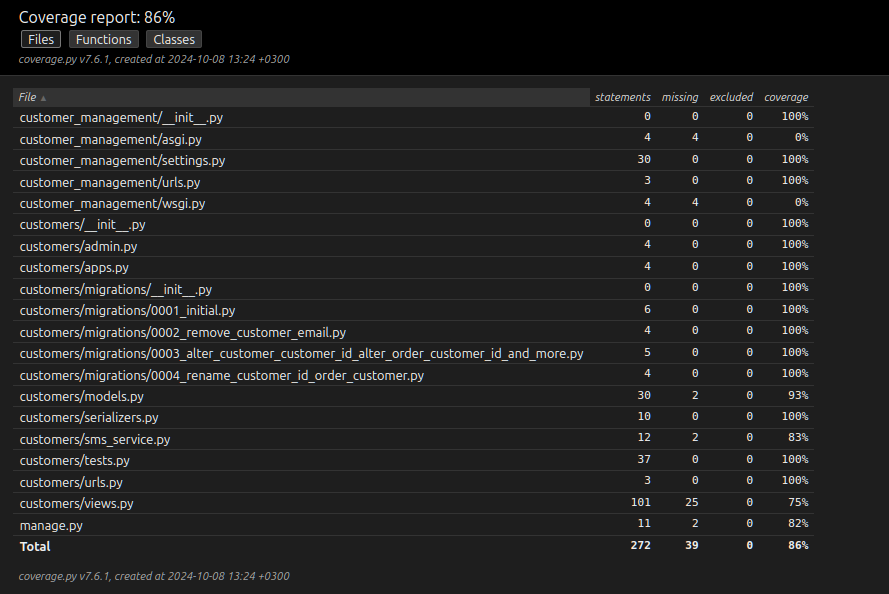 Coverage report: 86%
Files Functions Classes
coverage.py v7.6.1, created at 2024-10-08 13:24 +0300
File ▲ statements missing excluded coverage
customer_management/__init__.py 0 0 0 100%
customer_management/asgi.py 4 4 0 0%
customer_management/settings.py 30 0 0 100%
customer_management/urls.py 3 0 0 100%
customer_management/wsgi.py 4 4 0 0%
customers/__init__.py 0 0 0 100%
customers/admin.py 4 0 0 100%
customers/apps.py 4 0 0 100%
customers/migrations/__init__.py 0 0 0 100%
customers/migrations/0001_initial.py 6 0 0 100%
customers/migrations/0002_remove_customer_email.py 4 0 0 100%
customers/migrations/0003_alter_customer_customer_id_alter_order_customer_id_and_more.py 5 0 0 100%
customers/migrations/0004_rename_customer_id_order_customer.py 4 0 0 100%
customers/models.py 30 2 0 93%
customers/serializers.py 10 0 0 100%
customers/sms_service.py 12 2 0 83%
customers/tests.py 37 0 0 100%
customers/urls.py 3 0 0 100%
customers/views.py 101 25 0 75%
manage.py 11 2 0 82%
Total 272 39 0 86%
coverage.py v7.6.1, created at 2024-10-08 13:24 +0300